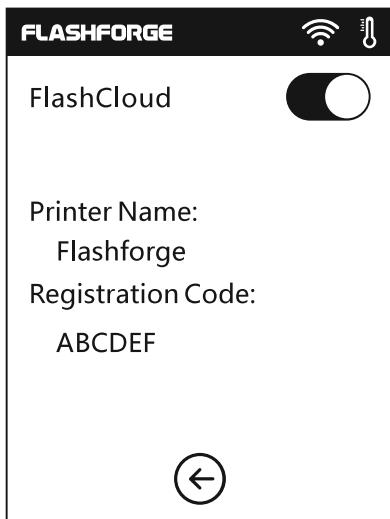 FLASHFORGE
FlashCloud
Printer Name:
Flashforge
Registration Code:
ABCDEF